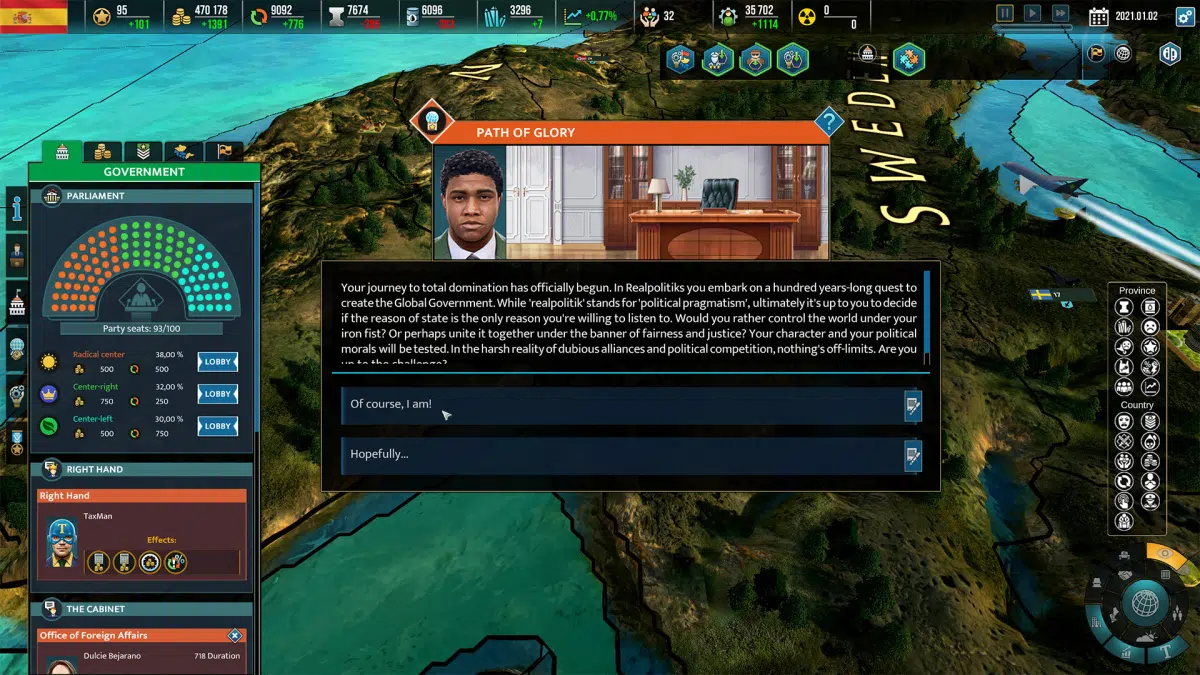 95 +101
470 178 +1391
9092 +776
7674
6096
3296 +7
+0,77%
32
35 702 +1114
0 0
2021.01.02
SWEDEN
N
PATH OF GLORY
?
GOVERNMENT
PARLIAMENT
Party seats: 93/100
Radical center 38,00 %
500 500
LOBBY
Center-right 32,00 %
750 250
LOBBY
Center-left 30,00 %
500 750
LOBBY
RIGHT HAND
Right Hand
TaxMan
Effects:
THE CABINET
Office of Foreign Affairs
Dulcie Bejarano 718 Duration
Your journey to total domination has officially begun. In Realpolitiks you embark on a hundred years-long quest to
create the Global Government. While 'realpolitik' stands for 'political pragmatism', ultimately it's up to you to decide
if the reason of state is the only reason you're willing to listen to. Would you rather control the world under your
iron fist? Or perhaps unite it together under the banner of fairness and justice? Your character and your political
morals will be tested. In the harsh reality of dubious alliances and political competition, nothing's off-limits. Are you
up to the challenge?
Of course, I am!
Hopefully...
17
Province
Country
T